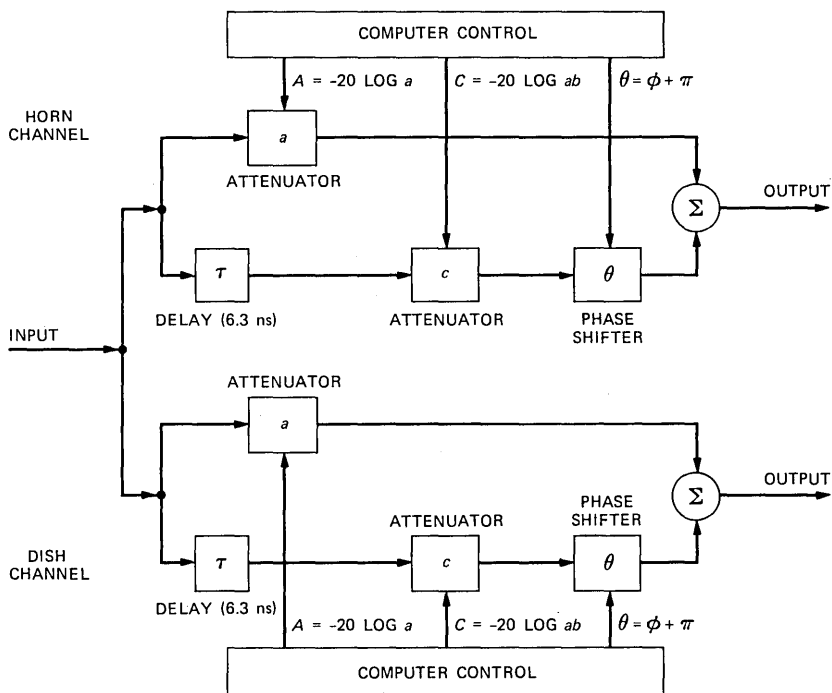 COMPUTER CONTROL
A = -20 LOG a
C = -20 LOG ab
θ = ϕ + π
HORN
CHANNEL
a
ATTENUATOR
Σ
OUTPUT
τ
c
θ
DELAY (6.3 ns)
ATTENUATOR
PHASE
SHIFTER
INPUT
ATTENUATOR
a
OUTPUT
Σ
PHASE
SHIFTER
ATTENUATOR
DISH
CHANNEL
τ
c
θ
DELAY (6.3 ns)
A = -20 LOG a
C = -20 LOG ab
θ = ϕ + π
COMPUTER CONTROL